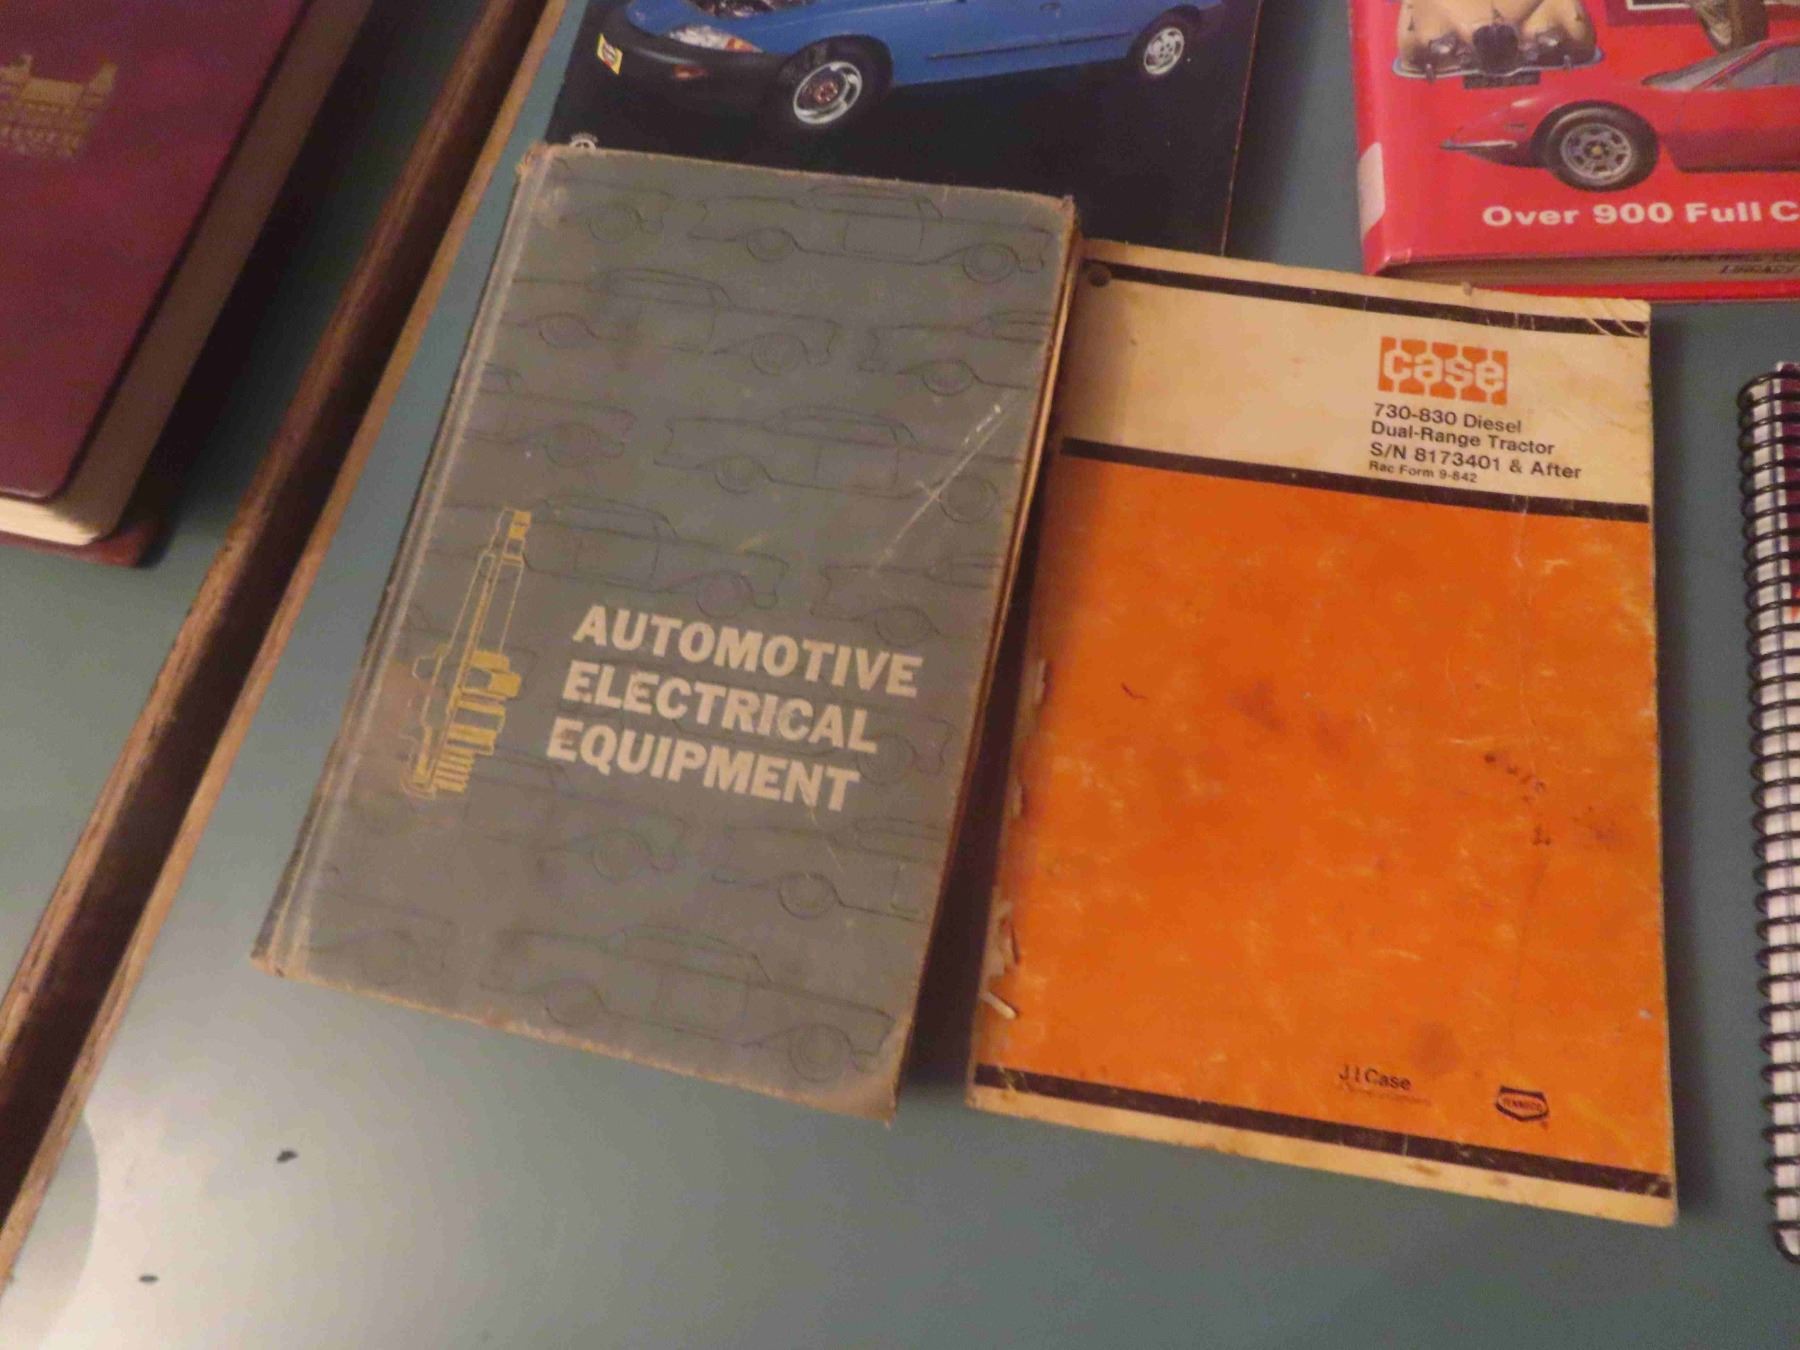 Over 900 Full C
case
730-830 Diesel
Dual-Range Tractor
S/N 8173401 & After
Rac Form 9-842
AUTOMOTIVE
ELECTRICAL
EQUIPMENT
J I Case
TENNECO